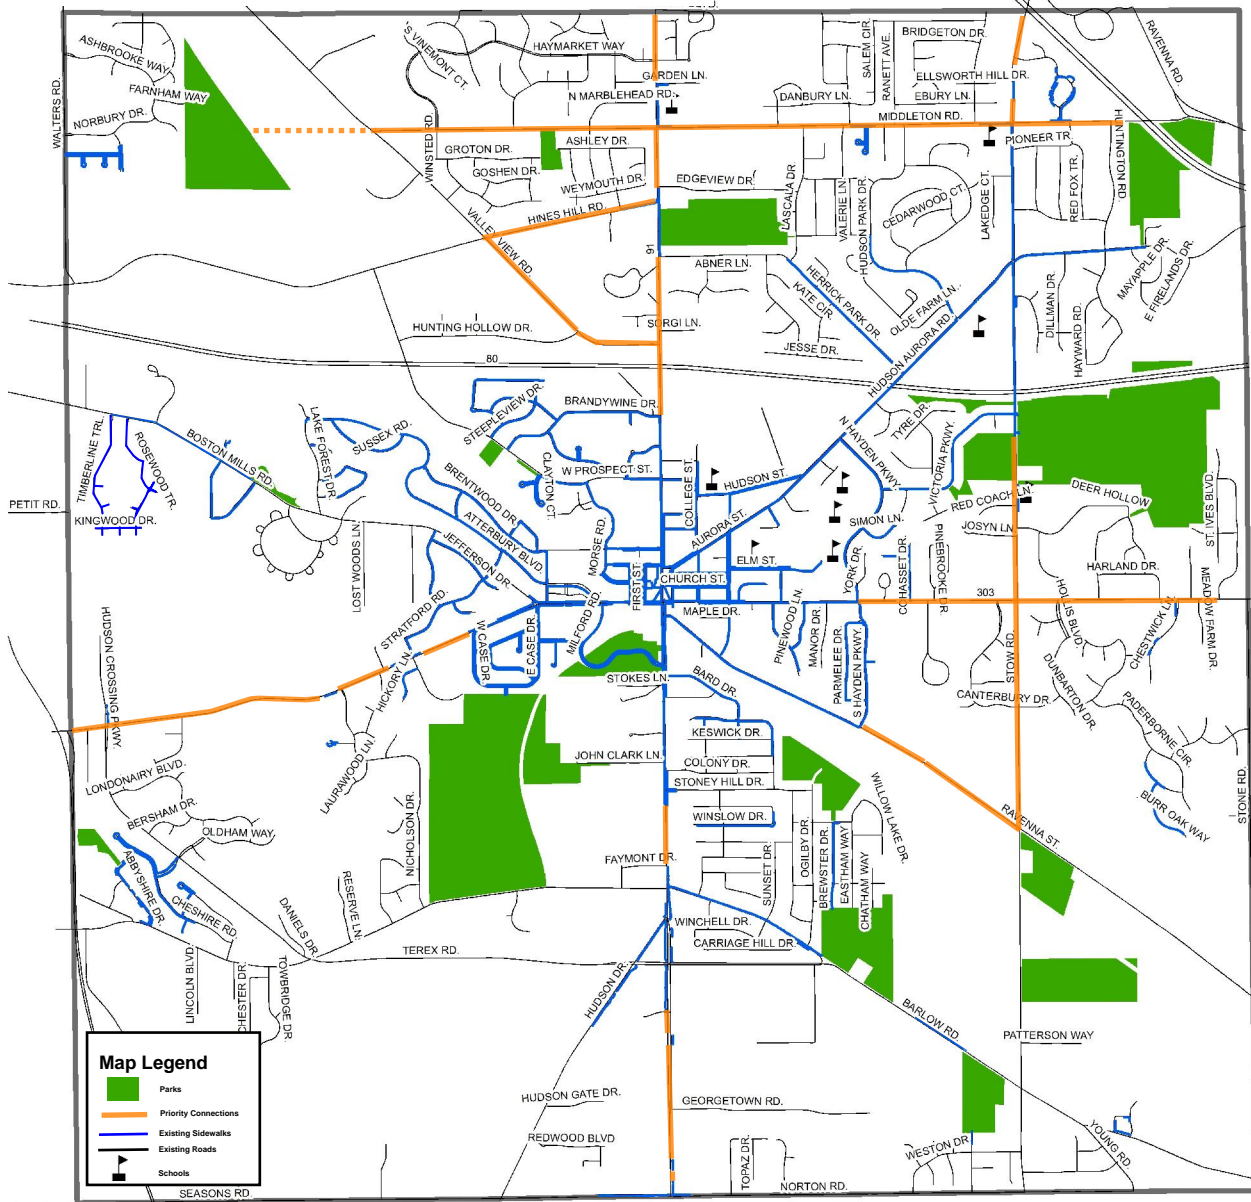 ASHBROOKE WAY
FARNHAM WAY
NORBURY DR.
WALTERS RD.
'S VINEMONT CT.
HAYMARKET WAY
GARDEN LN.
N MARBLEHEAD RD.
SALEM CIR.
RANETT AVE.
BRIDGETON DR.
ELLSWORTH HILL DR.
DANBURY LN.
EBURY LN.
MIDDLETON RD.
RAVENNA RD.
WINSTED RD.
GROTON DR.
GOSHEN DR.
ASHLEY DR.
WEYMOUTH DR.
HINES HILL RD.
VALLEY VIEW RD.
EDGEVIEW DR.
LASCALA DR.
VALERIE LN.
HUDSON PARK DR.
CEDARWOOD CT.
LAKEDGE CT.
PIONEER TR.
RED FOX TR.
HUNTINGTON RD
91
ABNER LN.
HERRICK PARK DR.
KATE CIR.
OLDE FARM LN.
HUDSON AURORA RD.
JESSE DR.
DILLMAN DR.
HAYWARD RD.
MAYAPPLE DR.
E FIRELANDS DR.
HUNTING HOLLOW DR.
SORGI LN.
80
STEEPLEVIEW DR.
BRANDYWINE DR.
LAKE FOREST DR.
SUSSEX RD.
BOSTON MILLS RD.
TIMBERLINE TRL.
ROSEWOOD TR.
KINGWOOD DR.
PETIT RD.
BRENTWOOD DR.
ATTERBURY BLVD.
JEFFERSON DR.
CLAYTON CT.
W PROSPECT ST.
MORSE RD.
COLLEGE ST.
HUDSON ST.
AURORA ST.
N HAYDEN PKWY.
TYRE DR.
VICTORIA PKWY.
RED COACH LN.
DEER HOLLOW
ST. IVES BLVD.
SIMON LN.
JOSYN LN.
ELM ST.
YORK DR.
COHASSET DR.
PINEBROOKE DR.
HARLAND DR.
FIRST ST.
CHURCH ST.
MAPLE DR.
303
LOST WOODS LN.
STRATFORD RD.
HICKORY LN.
W CASE DR.
E CASE DR.
MILFORD RD.
STOKES LN.
BARD DR.
PINEWOOD LN.
MANOR DR.
PARMELEE DR.
S HAYDEN PKWY.
STOW RD.
HOLLIS BLVD.
CHESTWICK LN.
MEADOW FARM DR.
DUNBARTON DR.
CANTERBURY DR.
PADERBORNE CIR.
BURR OAK WAY
STONE RD.
HUDSON CROSSING PKWY
LONDONAIRY BLVD.
BERSHAM DR.
OLDHAM WAY
LAURAWOOD LN.
NICHOLSON DR.
JOHN CLARK LN.
KESWICK DR.
COLONY DR.
STONEY HILL DR.
WINSLOW DR.
WILLOW LAKE DR.
OGILBY DR.
SUNSET DR.
BREWSTER DR.
EASTHAM WAY
CHATHAM WAY
RAVENNA ST.
FAYMONT DR.
ABBYSHIRE DR.
CHESHIRE RD.
DANIELS DR.
RESERVE LN.
WINCHELL DR.
CARRIAGE HILL DR.
TEREX RD.
HUDSON DR.
LINCOLN BLVD.
CHESTER DR.
TOWBRIDGE DR.
BARLOW RD.
PATTERSON WAY
HUDSON GATE DR.
GEORGETOWN RD.
REDWOOD BLVD
TOPAZ DR.
WESTON DR
YOUNG RD.
SEASONS RD.
NORTON RD.
Map Legend
Parks
Priority Connections
Existing Sidewalks
Existing Roads
Schools